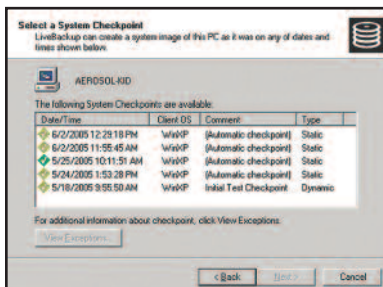 Select a System Checkpoint
LiveBackup can create a system image of this PC as it was on any of dates and
times shown below.
AEROSOL-KID
The following System Checkpoints are available:
Date/Time Client OS Comment Type
6/2/2005 12:29:18 PM WinXP (Automatic checkpoint) Static
6/2/2005 11:55:45 AM WinXP (Automatic checkpoint) Static
5/25/2005 10:11:51 AM WinXP (Automatic checkpoint) Static
5/24/2005 1:53:28 PM WinXP (Automatic checkpoint) Static
5/18/2005 9:55:50 AM WinXP Initial Test Checkpoint Dynamic
For additional information about checkpoint, click View Exceptions.
View Exceptions...
< Back Next > Cancel